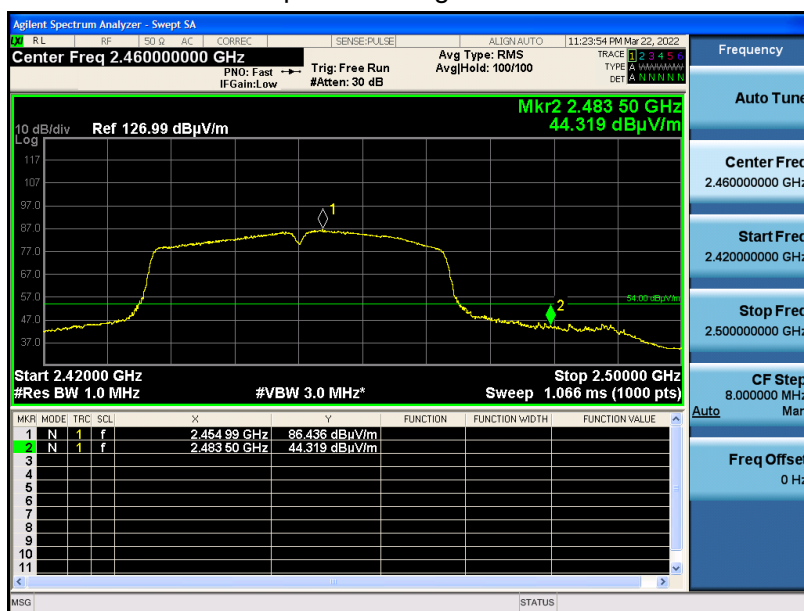 Agilent Spectrum Analyzer - Swept SA
LXI RL RF 50 Ω AC CORREC SENSE:PULSE ALIGN AUTO 11:23:54 PM Mar 22, 2022
Center Freq 2.460000000 GHz
PNO: Fast
IFGain:Low
Trig: Free Run
#Atten: 30 dB
Avg Type: RMS
Avg|Hold: 100/100
TRACE 1 2 3 4 5 6
TYPE A WWWWW
DET A N N N N N
Mkr2 2.483 50 GHz
44.319 dBµV/m
10 dB/div Ref 126.99 dBµV/m
Log
117
107
97.0
87.0
77.0
67.0
57.0
47.0
37.0
1
2
54.00 dBµV/m
Start 2.42000 GHz
Stop 2.50000 GHz
#Res BW 1.0 MHz
#VBW 3.0 MHz*
Sweep 1.066 ms (1000 pts)
MKR MODE TRC SCL X Y FUNCTION FUNCTION WIDTH FUNCTION VALUE
1 N 1 f 2.454 99 GHz 86.436 dBµV/m
2 N 1 f 2.483 50 GHz 44.319 dBµV/m
3
4
5
6
7
8
9
10
11
MSG
STATUS
Frequency
Auto Tune
Center Freq
2.460000000 GHz
Start Freq
2.420000000 GHz
Stop Freq
2.500000000 GHz
CF Step
8.000000 MHz
Auto Man
Freq Offset
0 Hz